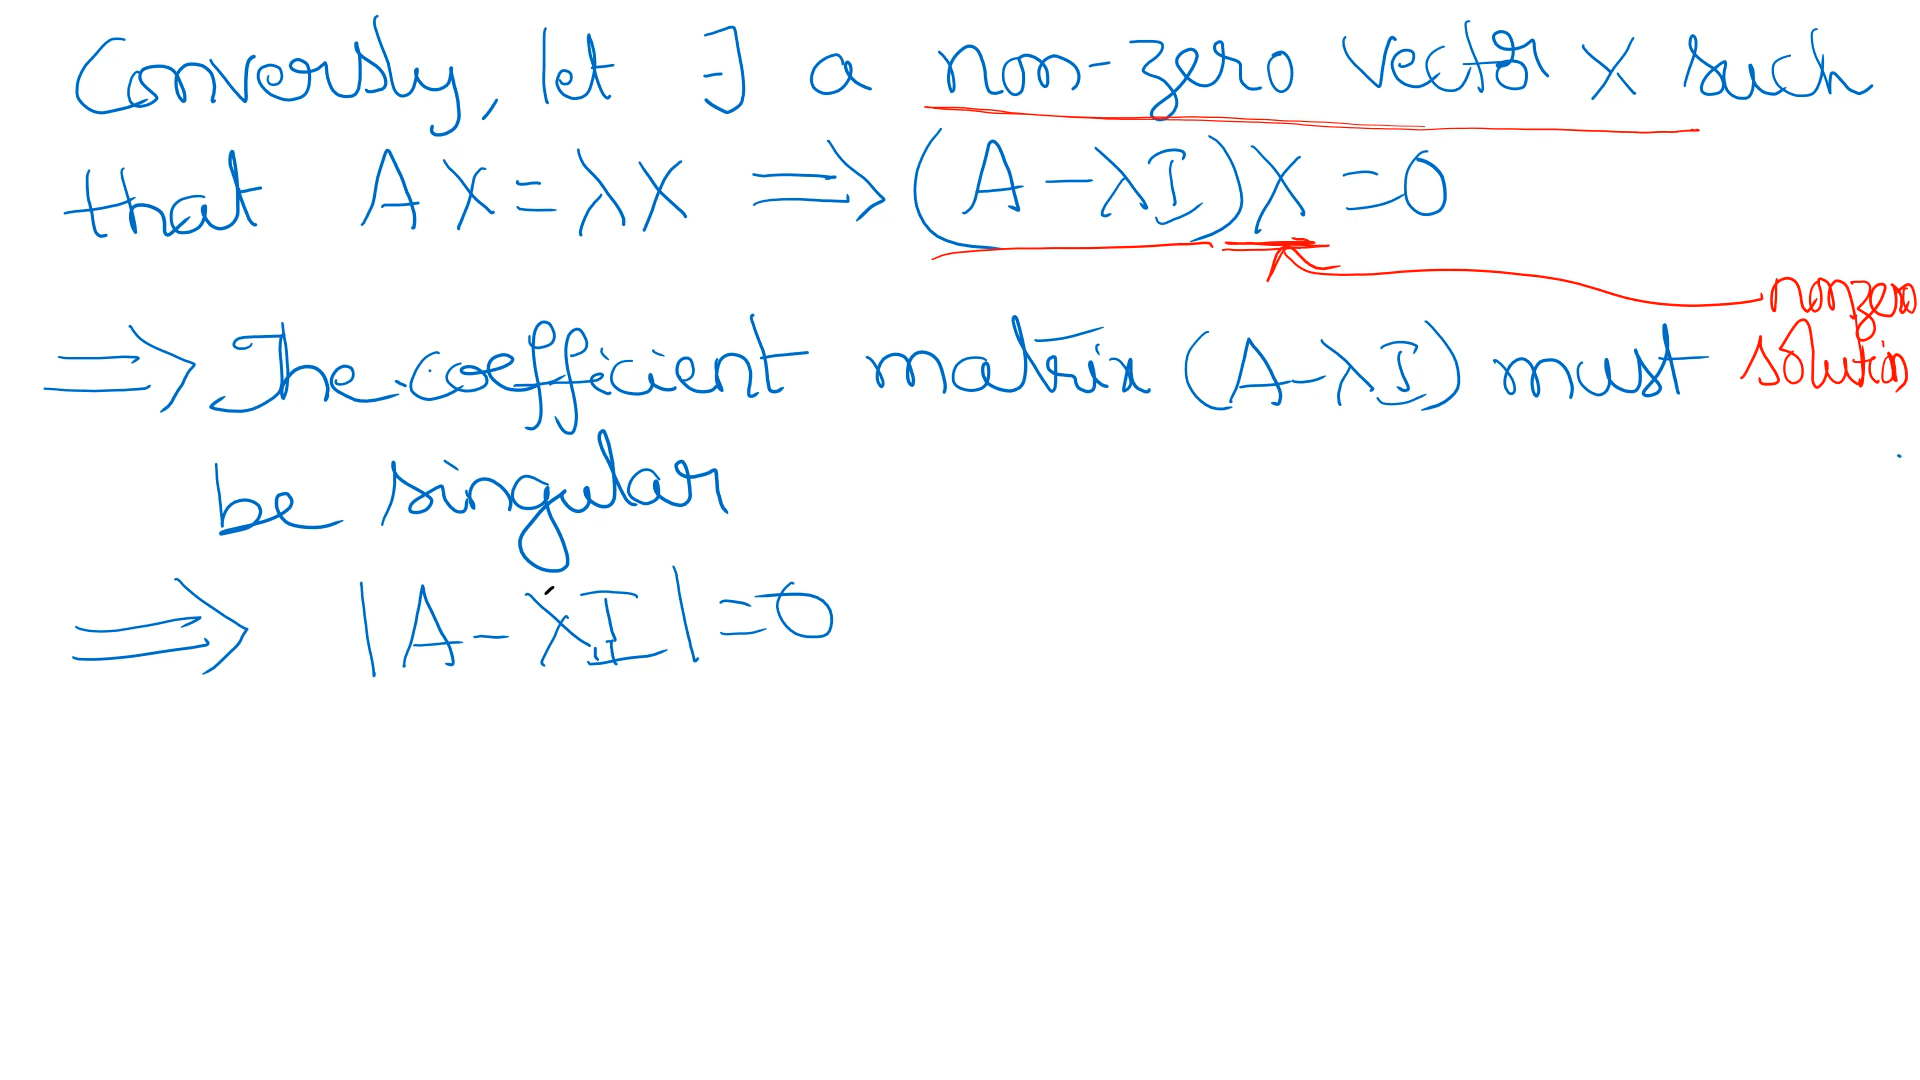 Conversly, let ∃ a non-zero vector X such
that AX = λX ⟹ (A - λI)X = 0
nonzero
solution
⟹ The coefficient matrix (A - λI) must
be singular
⟹ |A - λI| = 0